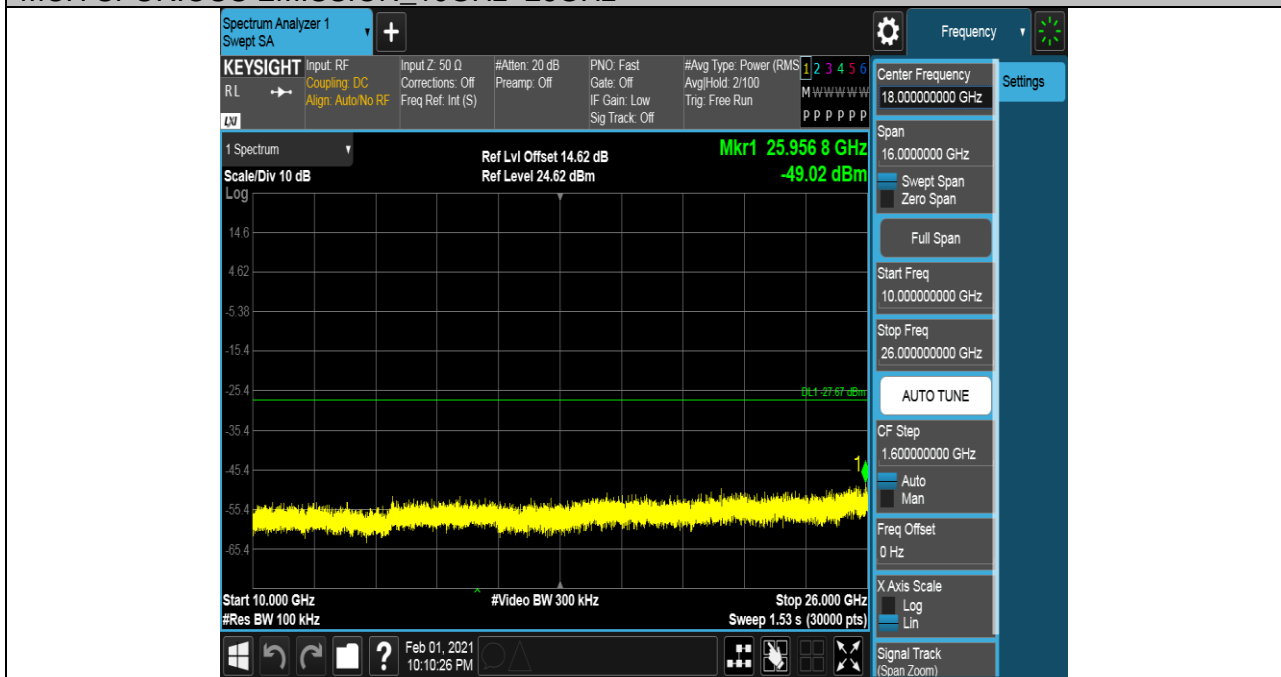 Spectrum Analyzer 1
Swept SA
+
Frequency
KEYSIGHT
RL
LXI
Input: RF
Coupling: DC
Align: Auto/No RF
Input Z: 50 Ω
Corrections: Off
Freq Ref: Int (S)
#Atten: 20 dB
Preamp: Off
PNO: Fast
Gate: Off
IF Gain: Low
Sig Track: Off
#Avg Type: Power (RMS
Avg|Hold: 2/100
Trig: Free Run
1 2 3 4 5 6
M W W W W W
P P P P P P
1 Spectrum
Scale/Div 10 dB
Log
Ref Lvl Offset 14.62 dB
Ref Level 24.62 dBm
Mkr1 25.956 8 GHz
-49.02 dBm
14.6
4.62
-5.38
-15.4
-25.4
DL1 -27.67 dBm
-35.4
-45.4
1
-55.4
-65.4
Start 10.000 GHz
#Res BW 100 kHz
#Video BW 300 kHz
Stop 26.000 GHz
Sweep 1.53 s (30000 pts)
?
Feb 01, 2021
10:10:26 PM
Center Frequency
18.000000000 GHz
Settings
Span
16.0000000 GHz
Swept Span
Zero Span
Full Span
Start Freq
10.000000000 GHz
Stop Freq
26.000000000 GHz
AUTO TUNE
CF Step
1.600000000 GHz
Auto
Man
Freq Offset
0 Hz
X Axis Scale
Log
Lin
Signal Track
(Span Zoom)